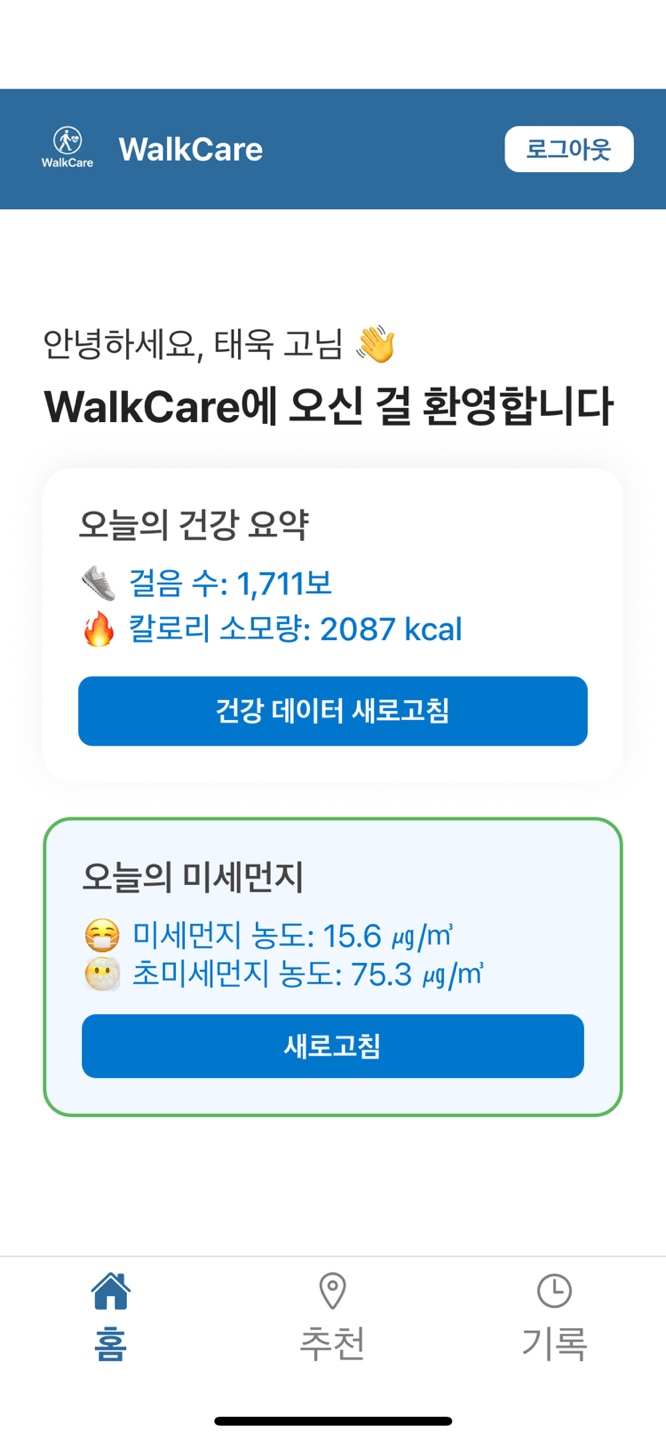 WalkCare
WalkCare
로그아웃
안녕하세요, 태욱 고님 👋
WalkCare에 오신 걸 환영합니다
오늘의 건강 요약
👟 걸음 수: 1,711보
🔥 칼로리 소모량: 2087 kcal
건강 데이터 새로고침
오늘의 미세먼지
😷 미세먼지 농도: 15.6 ㎍/㎥
😶‍🌫️ 초미세먼지 농도: 75.3 ㎍/㎥
새로고침
홈
추천
기록